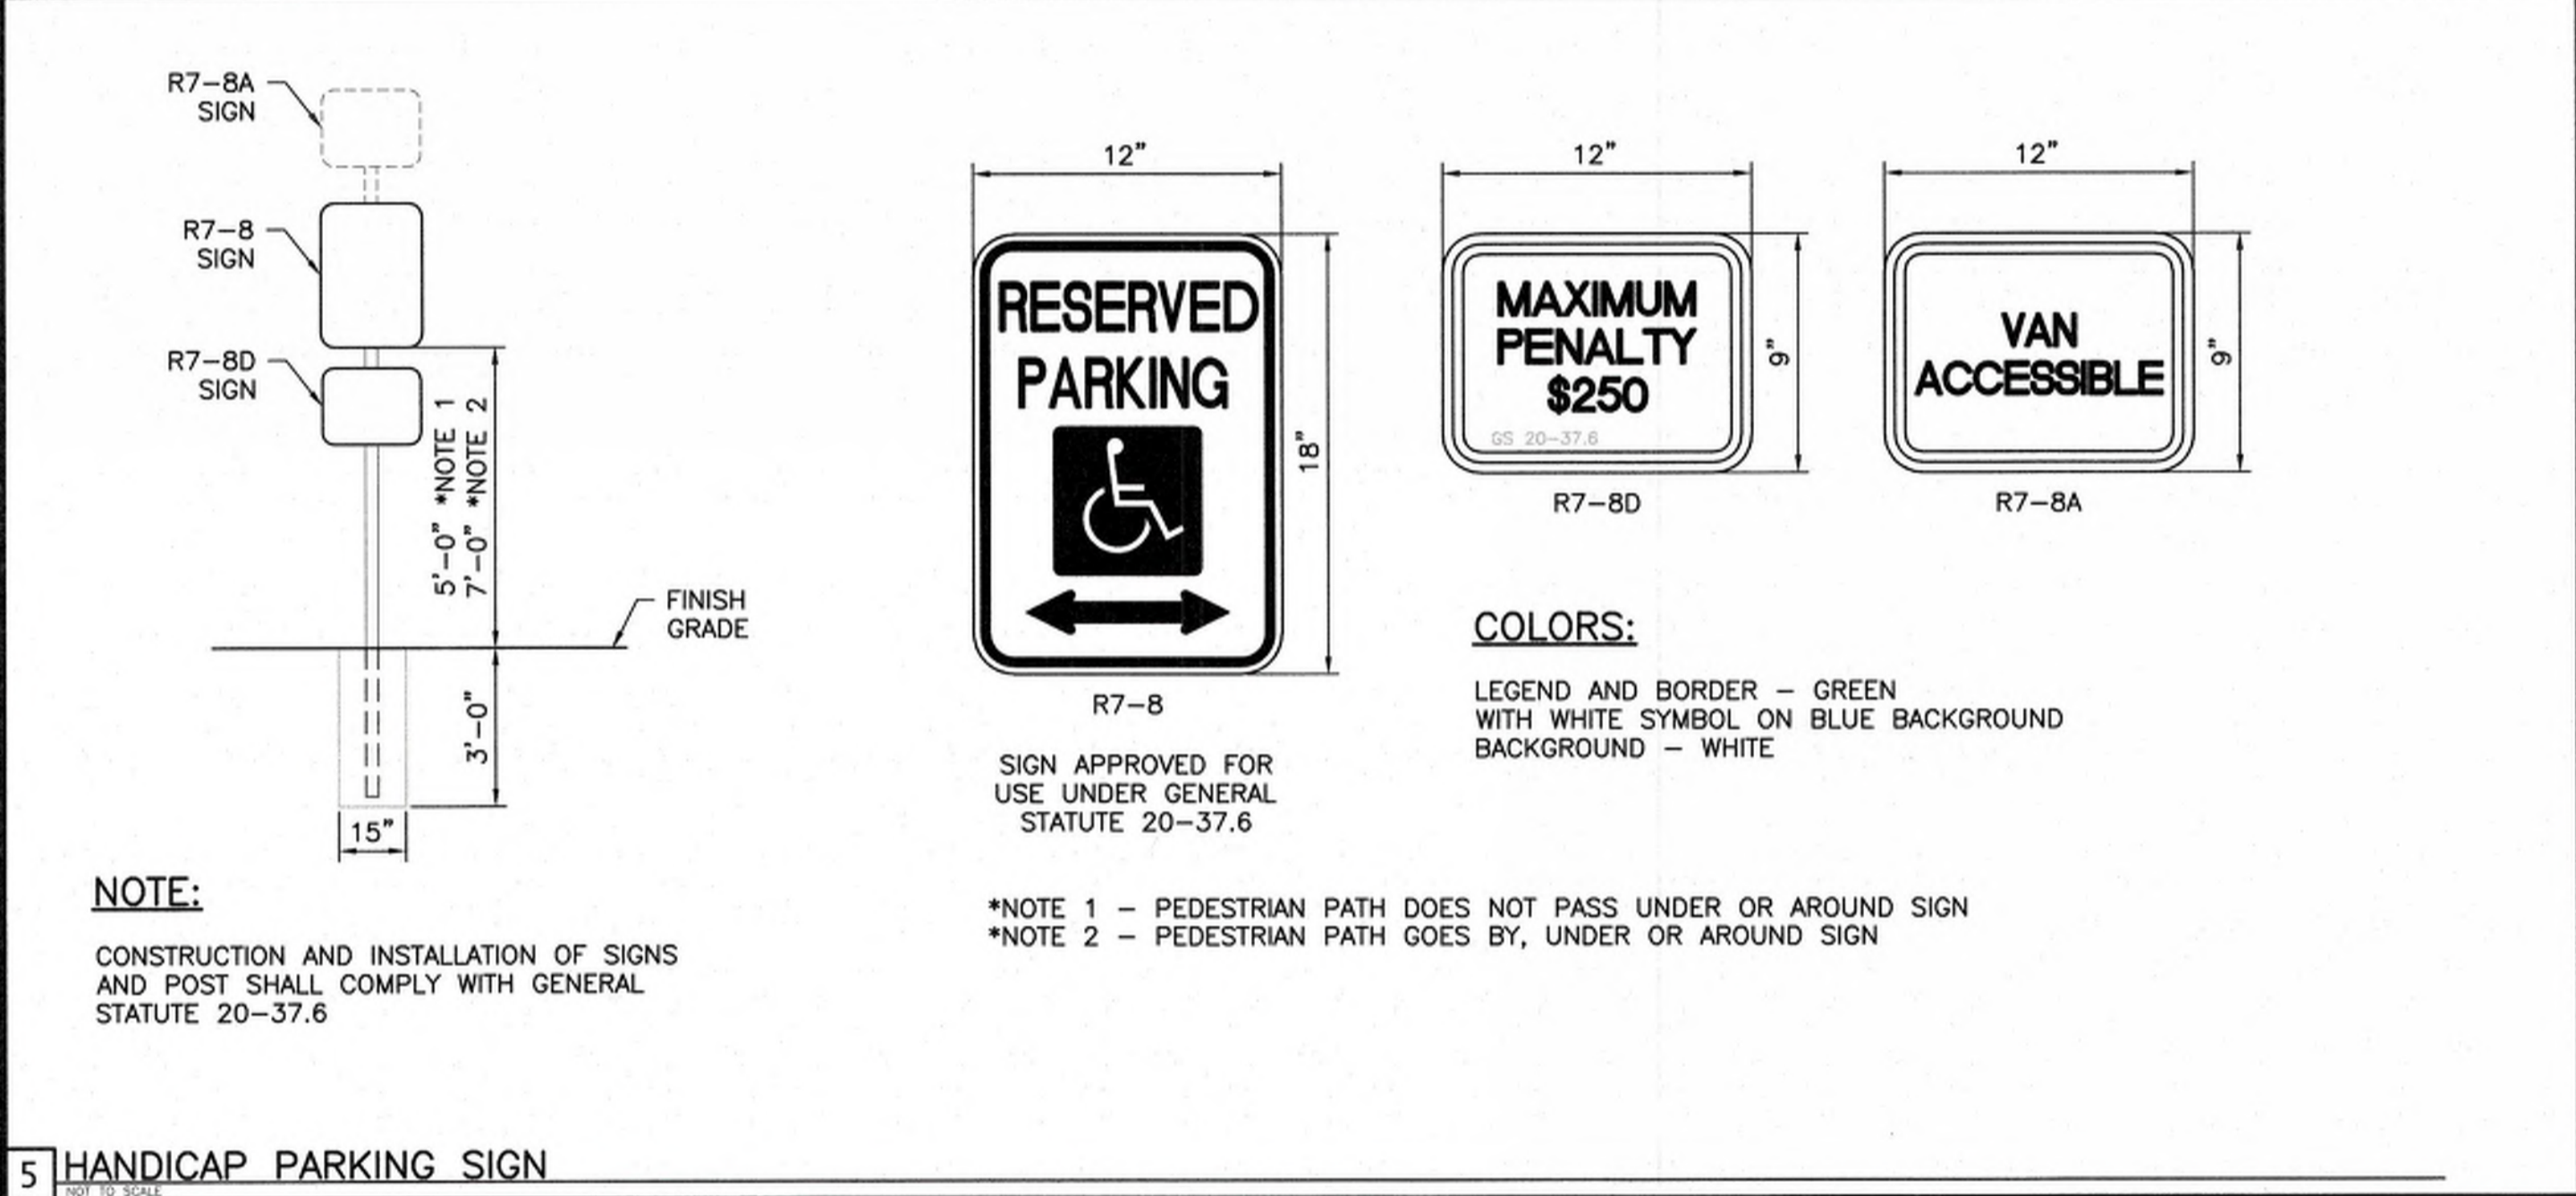 R7-8A
SIGN
R7-8
SIGN
R7-8D
SIGN
5'-0" *NOTE 1
7'-0" *NOTE 2
FINISH
GRADE
3'-0"
15"
NOTE:
CONSTRUCTION AND INSTALLATION OF SIGNS
AND POST SHALL COMPLY WITH GENERAL
STATUTE 20-37.6
12"
RESERVED
PARKING
18"
R7-8
SIGN APPROVED FOR
USE UNDER GENERAL
STATUTE 20-37.6
12"
MAXIMUM
PENALTY
$250
GS 20-37.6
9"
R7-8D
12"
VAN
ACCESSIBLE
9"
R7-8A
COLORS:
LEGEND AND BORDER - GREEN
WITH WHITE SYMBOL ON BLUE BACKGROUND
BACKGROUND - WHITE
*NOTE 1 - PEDESTRIAN PATH DOES NOT PASS UNDER OR AROUND SIGN
*NOTE 2 - PEDESTRIAN PATH GOES BY, UNDER OR AROUND SIGN
5 HANDICAP PARKING SIGN
NOT TO SCALE